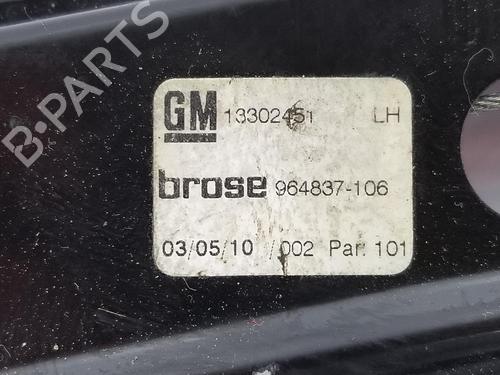 B-PARTS
GM 13302451 LH
brose 964837-106
03/05/10 /002 Par. 101